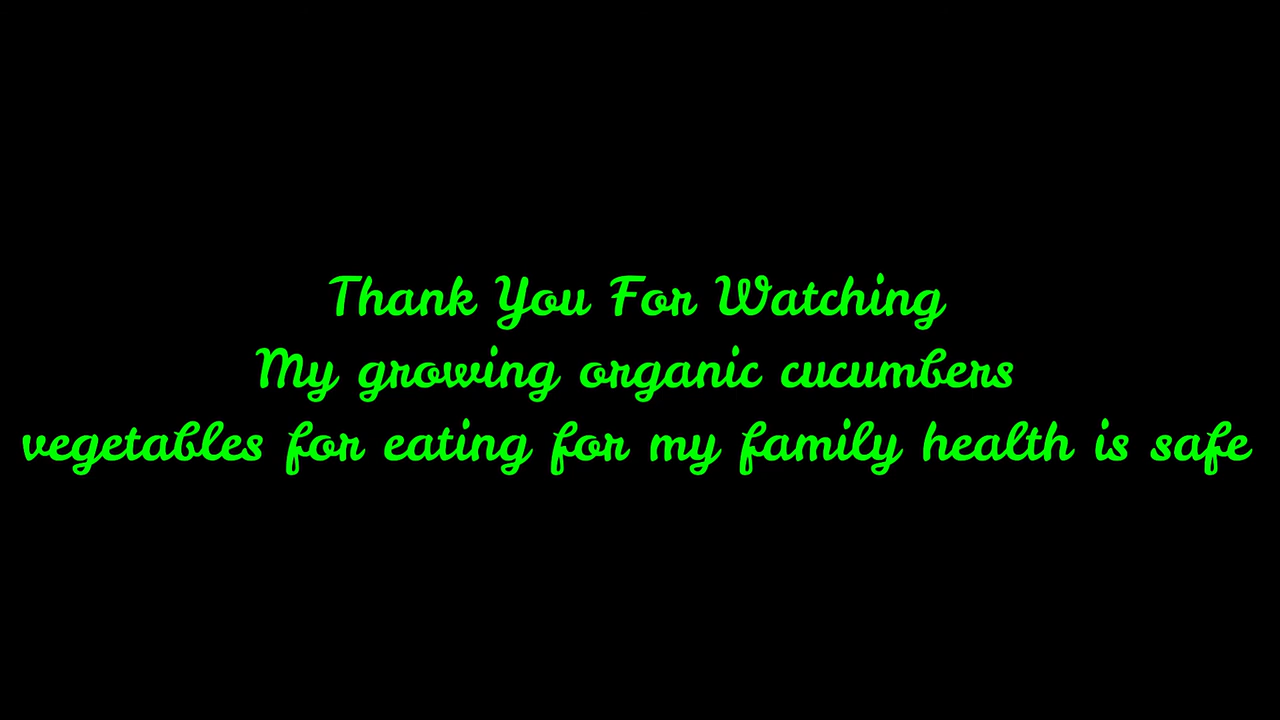 Thank You For Watching
My growing organic cucumbers
vegetables for eating for my family health is safe